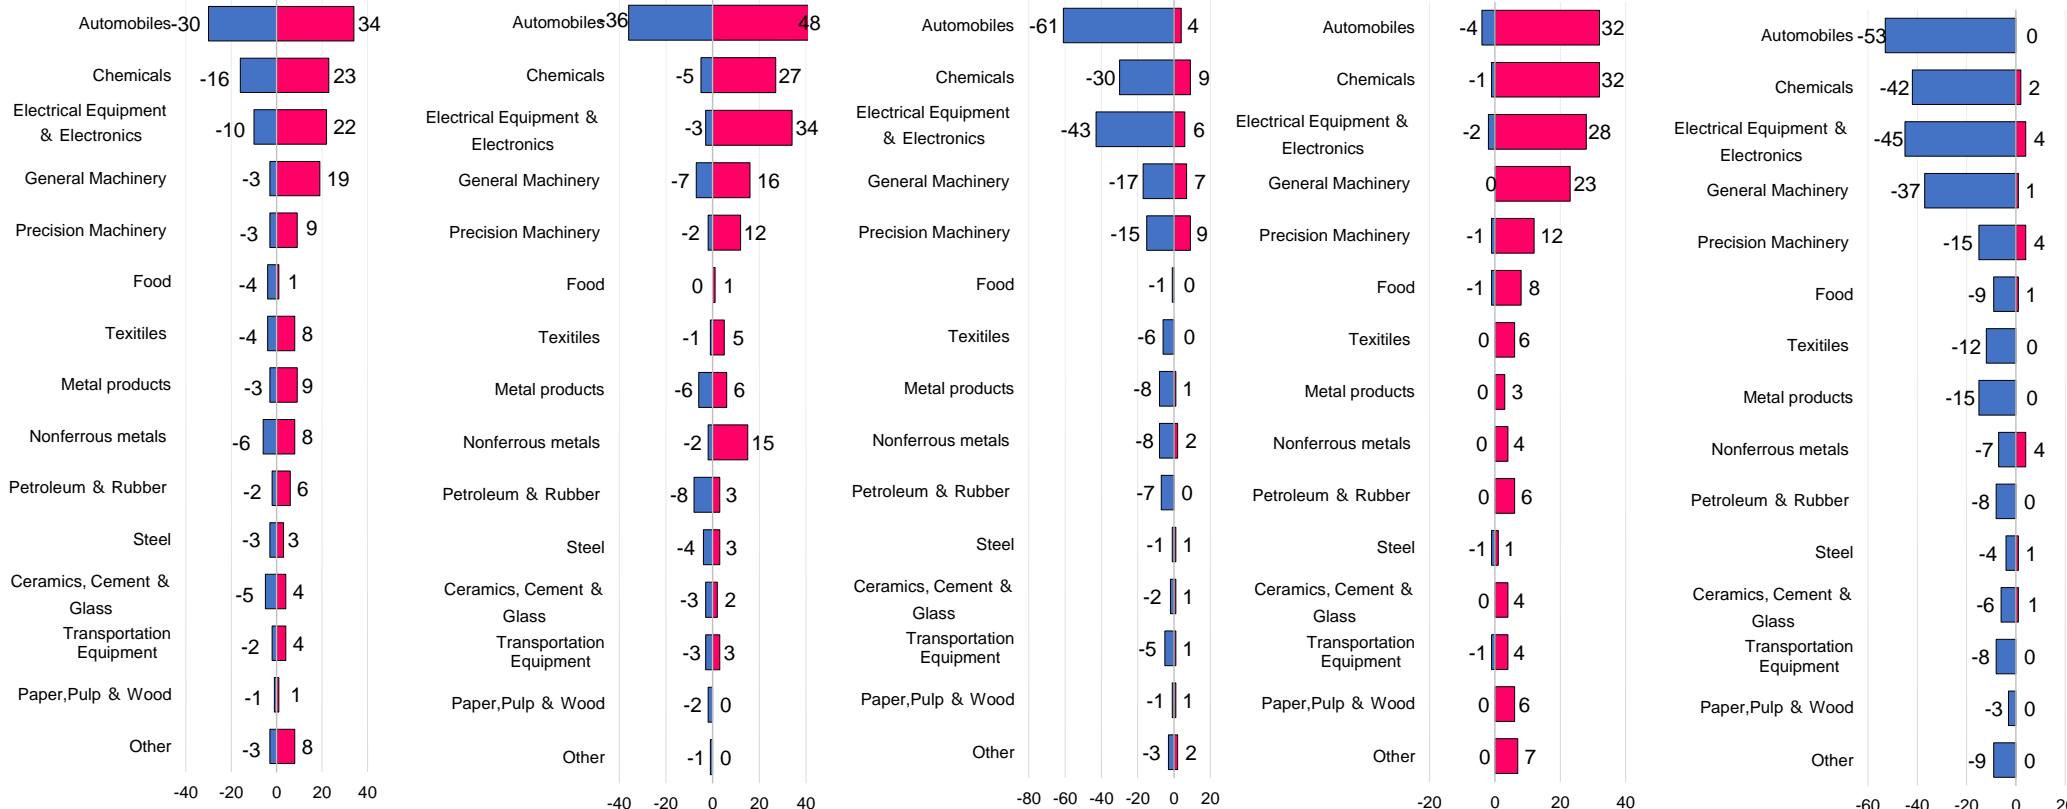 Automobiles -30 34
Chemicals -16 23
Electrical Equipment
& Electronics -10 22
General Machinery -3 19
Precision Machinery -3 9
Food -4 1
Texitiles -4 8
Metal products -3 9
Nonferrous metals -6 8
Petroleum & Rubber -2 6
Steel -3 3
Ceramics, Cement &
Glass -5 4
Transportation
Equipment -2 4
Paper,Pulp & Wood -1 1
Other -3 8
-40 -20 0 20 40
Automobiles -36 48
Chemicals -5 27
Electrical Equipment &
Electronics -3 34
General Machinery -7 16
Precision Machinery -2 12
Food 0 1
Texitiles -1 5
Metal products -6 6
Nonferrous metals -2 15
Petroleum & Rubber -8 3
Steel -4 3
Ceramics, Cement &
Glass -3 2
Transportation
Equipment -3 3
Paper,Pulp & Wood -2 0
Other -1 0
-40 -20 0 20 40
Automobiles -61 4
Chemicals -30 9
Electrical Equipment
& Electronics -43 6
General Machinery -17 7
Precision Machinery -15 9
Food -1 0
Texitiles -6 0
Metal products -8 1
Nonferrous metals -8 2
Petroleum & Rubber -7 0
Steel -1 1
Ceramics, Cement &
Glass -2 1
Transportation
Equipment -5 1
Paper,Pulp & Wood -1 1
Other -3 2
-80 -60 -40 -20 0 20
Automobiles -4 32
Chemicals -1 32
Electrical Equipment &
Electronics -2 28
General Machinery 0 23
Precision Machinery -1 12
Food -1 8
Texitiles 0 6
Metal products 0 3
Nonferrous metals 0 4
Petroleum & Rubber 0 6
Steel -1 1
Ceramics, Cement &
Glass 0 4
Transportation
Equipment -1 4
Paper,Pulp & Wood 0 6
Other 0 7
-20 0 20 40
Automobiles -53 0
Chemicals -42 2
Electrical Equipment &
Electronics -45 4
General Machinery -37 1
Precision Machinery -15 4
Food -9 1
Texitiles -12 0
Metal products -15 0
Nonferrous metals -7 4
Petroleum & Rubber -8 0
Steel -4 1
Ceramics, Cement &
Glass -6 1
Transportation
Equipment -8 0
Paper,Pulp & Wood -3 0
Other -9 0
-60 -40 -20 0